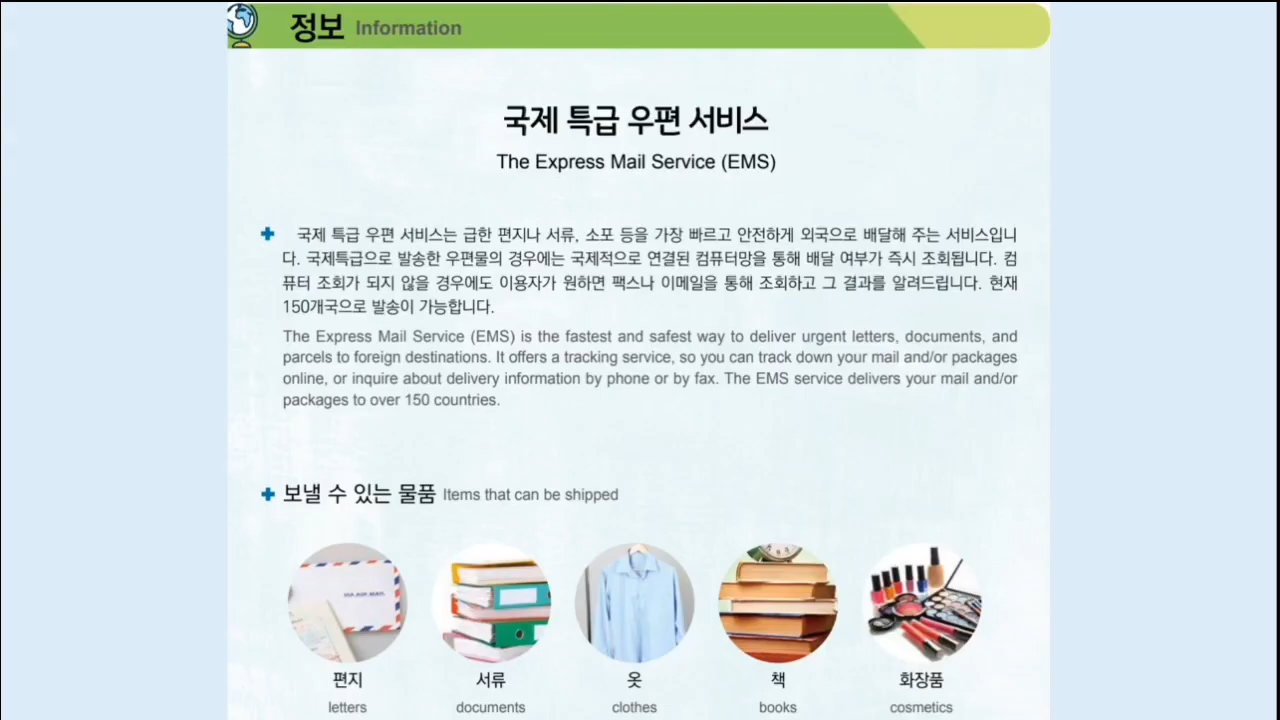 정보 Information
국제 특급 우편 서비스
The Express Mail Service (EMS)
국제 특급 우편 서비스는 급한 편지나 서류, 소포 등을 가장 빠르고 안전하게 외국으로 배달해 주는 서비스입니
다. 국제특급으로 발송한 우편물의 경우에는 국제적으로 연결된 컴퓨터망을 통해 배달 여부가 즉시 조회됩니다. 컴
퓨터 조회가 되지 않을 경우에도 이용자가 원하면 팩스나 이메일을 통해 조회하고 그 결과를 알려드립니다. 현재
150개국으로 발송이 가능합니다.
The Express Mail Service (EMS) is the fastest and safest way to deliver urgent letters, documents, and
parcels to foreign destinations. It offers a tracking service, so you can track down your mail and/or packages
online, or inquire about delivery information by phone or by fax. The EMS service delivers your mail and/or
packages to over 150 countries.
보낼 수 있는 물품 Items that can be shipped
VIA AIR MAIL
편지 서류 옷 책 화장품
letters documents clothes books cosmetics